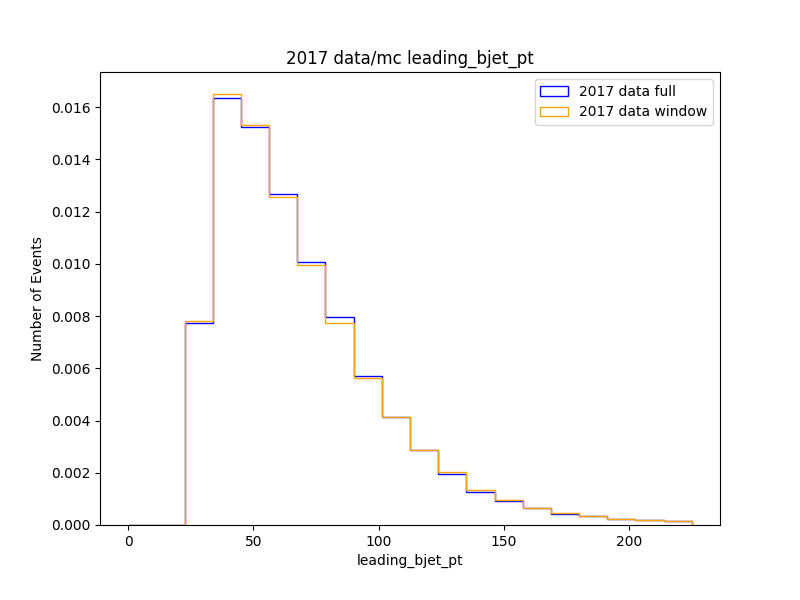 2017 data/mc leading_bjet_pt
2017 data full
2017 data window
Number of Events
0.016
0.014
0.012
0.010
0.008
0.006
0.004
0.002
0.000
0
50
100
150
200
leading_bjet_pt